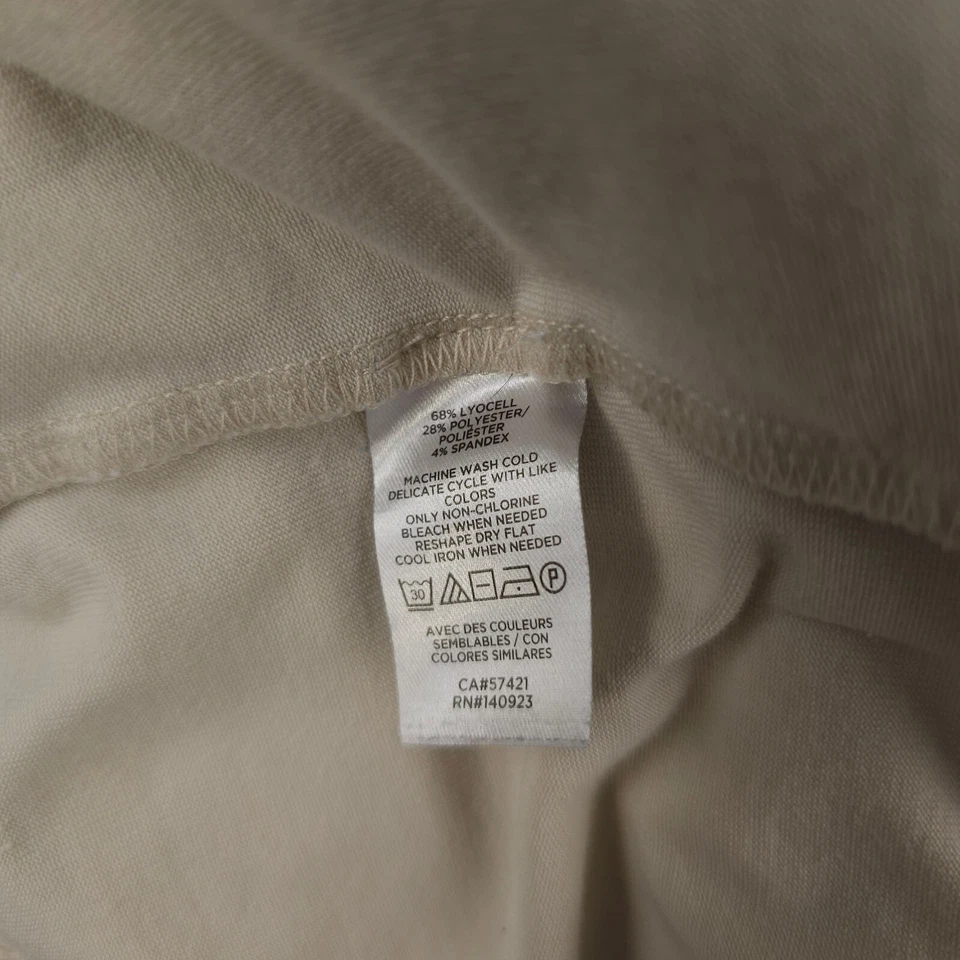 68% LYOCELL
28% POLYESTER/
POLIÉSTER
4% SPANDEX
MACHINE WASH COLD
DELICATE CYCLE WITH LIKE
COLORS
ONLY NON-CHLORINE
BLEACH WHEN NEEDED
RESHAPE DRY FLAT
COOL IRON WHEN NEEDED
30 P
AVEC DES COULEURS
SEMBLABLES / CON
COLORES SIMILARES
CA#57421
RN#140923